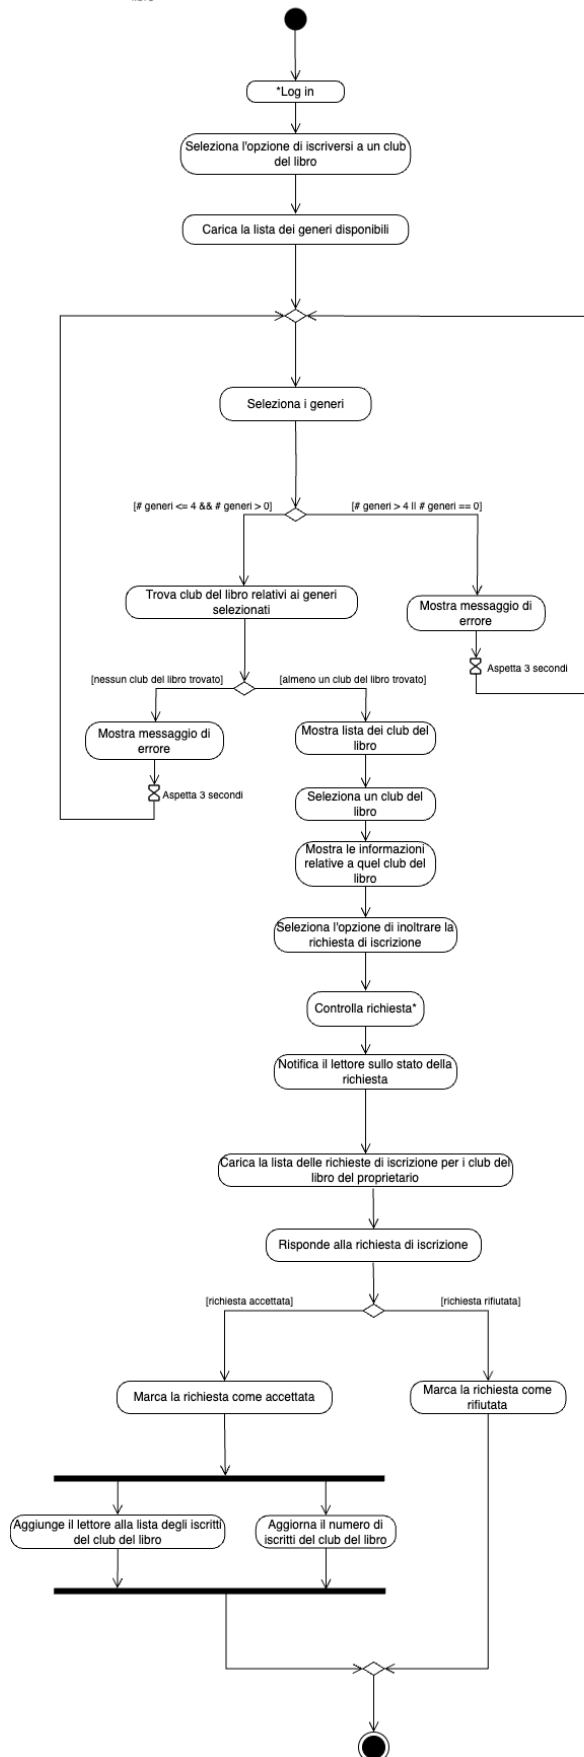 *Log in
Seleziona l'opzione di iscriversi a un club
del libro
Carica la lista dei generi disponibili
Seleziona i generi
[# generi <= 4 && # generi > 0]
[# generi > 4 || # generi == 0]
Trova club del libro relativi ai generi
selezionati
Mostra messaggio di
errore
Aspetta 3 secondi
[nessun club del libro trovato]
[almeno un club del libro trovato]
Mostra messaggio di
errore
Aspetta 3 secondi
Mostra lista dei club del
libro
Seleziona un club del
libro
Mostra le informazioni
relative a quel club del
libro
Seleziona l'opzione di inoltrare la
richiesta di iscrizione
Controlla richiesta*
Notifica il lettore sullo stato della
richiesta
Carica la lista delle richieste di iscrizione per i club del
libro del proprietario
Risponde alla richiesta di iscrizione
[richiesta accettata]
[richiesta rifiutata]
Marca la richiesta come accettata
Marca la richiesta come
rifiutata
Aggiunge il lettore alla lista degli iscritti
del club del libro
Aggiorna il numero di
iscritti del club del libro